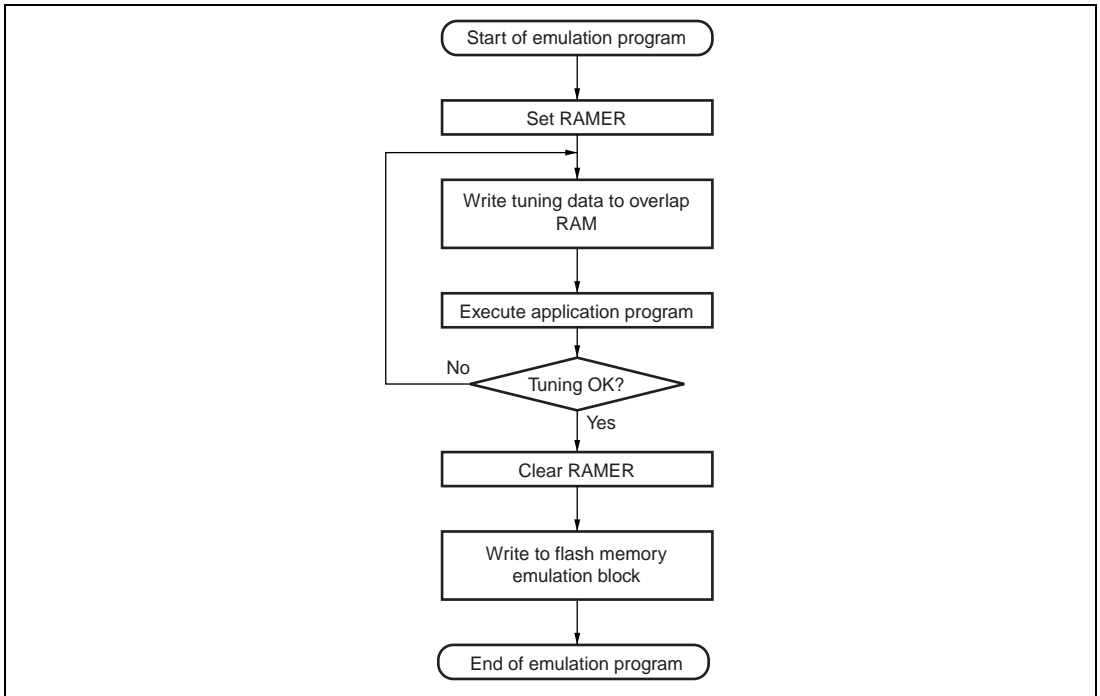 Start of emulation program
Set RAMER
Write tuning data to overlap
RAM
Execute application program
No
Tuning OK?
Yes
Clear RAMER
Write to flash memory
emulation block
End of emulation program